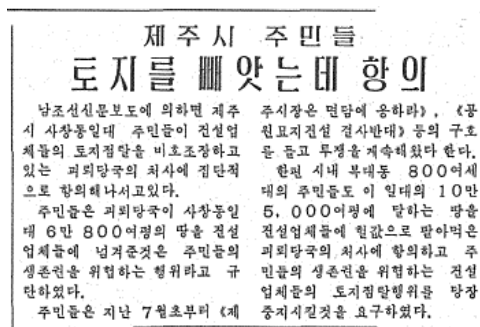 제주시 주민들
토지를 빼앗는데 항의
남조선신문보도에 의하면 제주
시 사창동일대 주민들이 건설업
체들의 토지점탈을 비호조장하고
있는 괴뢰당국의 처사에 집단적
으로 항의해나서고있다.
주민들은 괴뢰당국이 사창동일
대 6만 800여평의 땅을 건설
업체들에 넘겨준것은 주민들의
생존권을 위협하는 행위라고 규
탄하였다.
주민들은 지난 7월초부터 《제
주시장은 면담에 응하라》, 《공
원묘지건설 결사반대》 등의 구호
를 들고 투쟁을 계속해왔다 한다.
한편 시내 복대동 800여세
대의 주민들도 이 일대의 10만
5,000여평에 달하는 땅을
건설업체들에 헐값으로 팔아먹은
괴뢰당국의 처사에 항의하고 주
민들의 생존권을 위협하는 건설
업체들의 토지점탈행위를 당장
중지시킬것을 요구하였다.